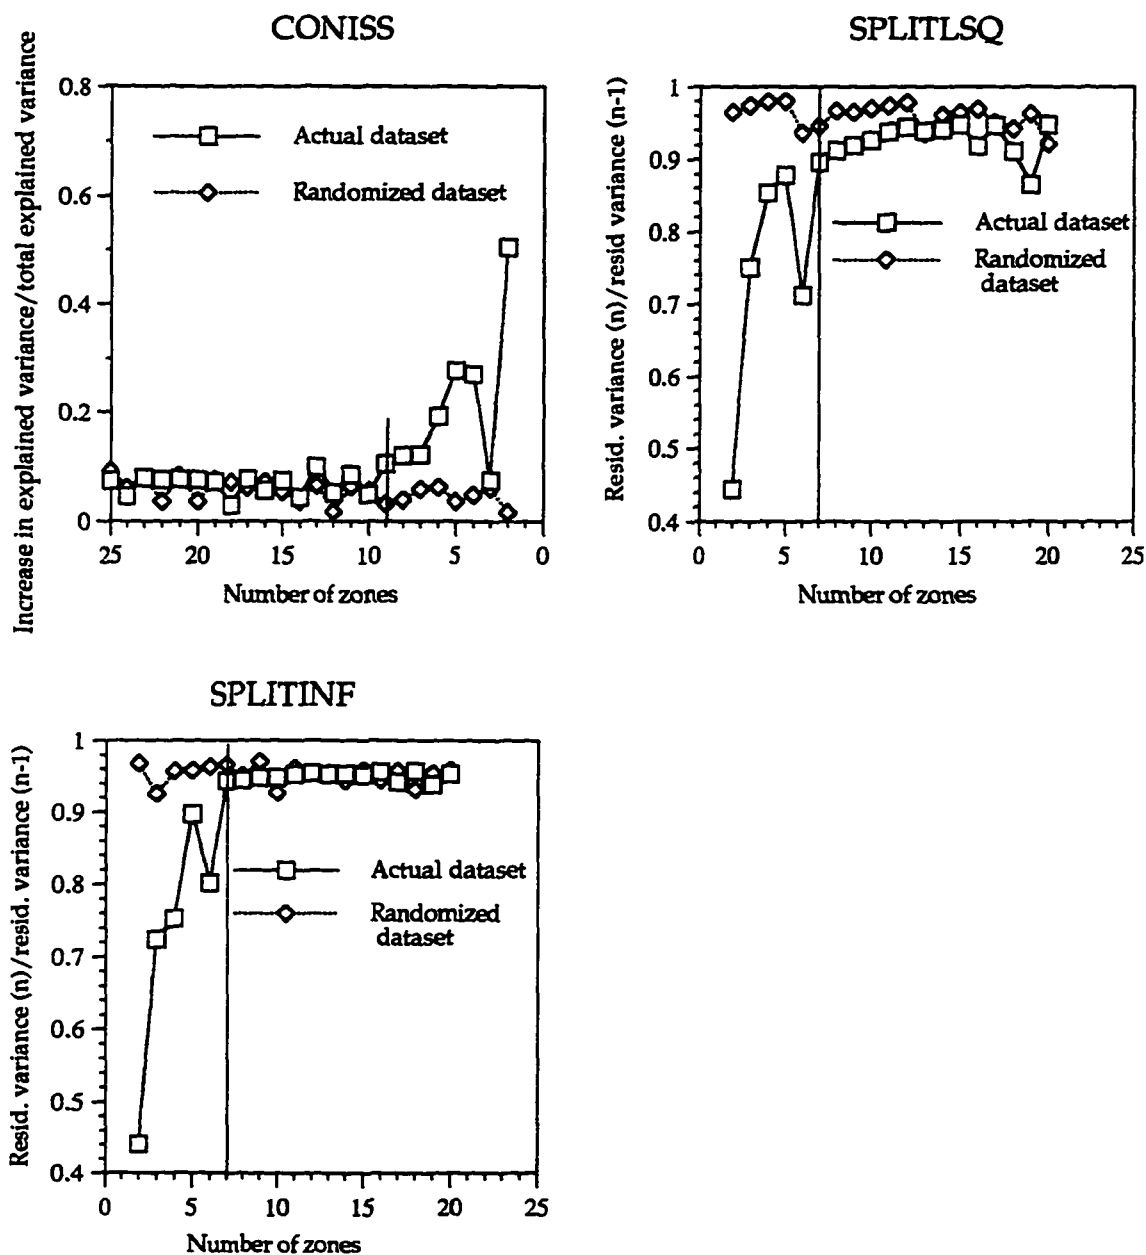 CONISS
Increase in explained variance/total explained variance
0.8
0.6
0.4
0.2
0
Actual dataset
Randomized dataset
25
20
15
10
5
0
Number of zones
SPLITLSQ
Resid. variance (n)/resid variance (n-1)
1
0.9
0.8
0.7
0.6
0.5
0.4
Actual dataset
Randomized
dataset
0
5
10
15
20
25
Number of zones
SPLITINF
Resid. variance (n)/resid. variance (n-1)
1
0.9
0.8
0.7
0.6
0.5
0.4
Actual dataset
Randomized
dataset
0
5
10
15
20
25
Number of zones